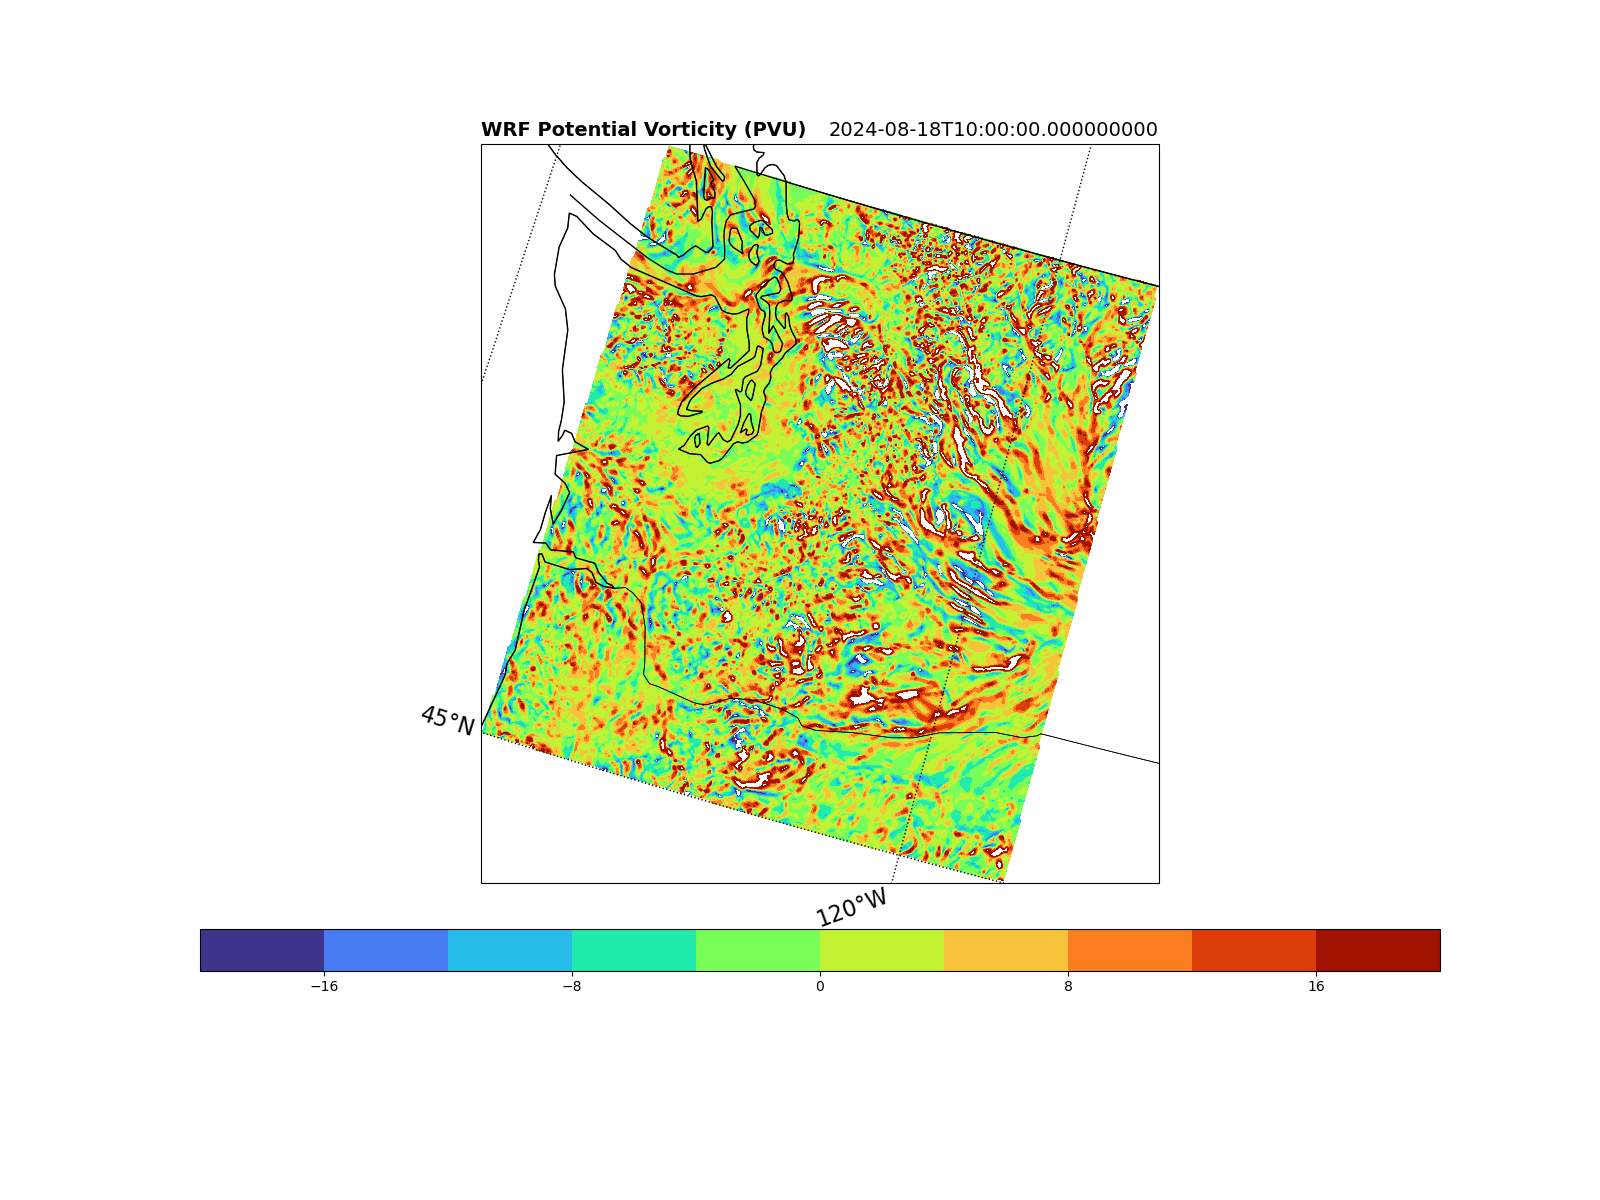 WRF Potential Vorticity (PVU) 2024-08-18T10:00:00.000000000
45°N
120°W
−16 −8 0 8 16